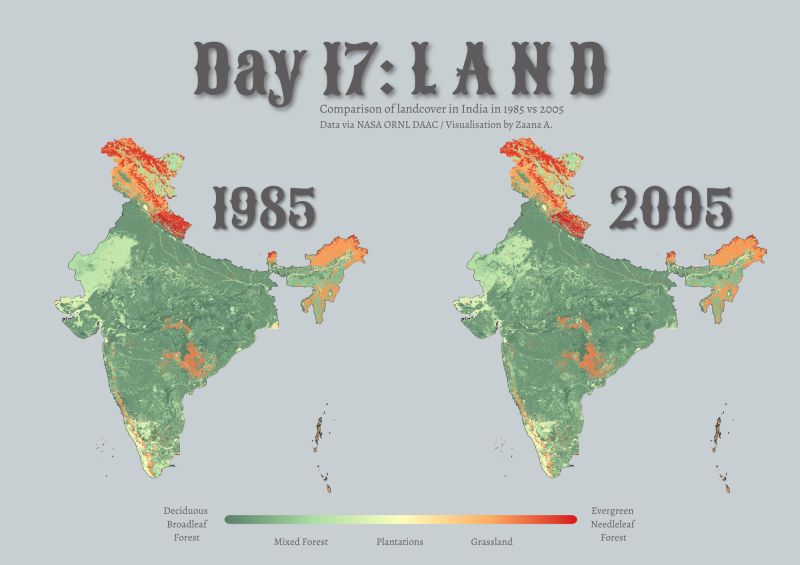 Day 17: LAND
Comparison of landcover in India in 1985 vs 2005
Data via NASA ORNL DAAC / Visualisation by Zaana A.
1985
2005
Deciduous
Broadleaf
Forest
Mixed Forest
Plantations
Grassland
Evergreen
Needleleaf
Forest